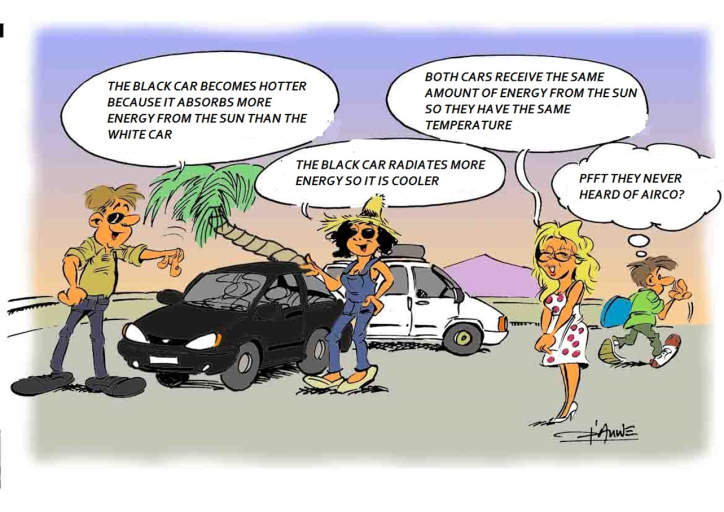 THE BLACK CAR BECOMES HOTTER
BECAUSE IT ABSORBS MORE
ENERGY FROM THE SUN THAN THE
WHITE CAR
BOTH CARS RECEIVE THE SAME
AMOUNT OF ENERGY FROM THE SUN
SO THEY HAVE THE SAME
TEMPERATURE
THE BLACK CAR RADIATES MORE
ENERGY SO IT IS COOLER
PFFT THEY NEVER
HEARD OF AIRCO?